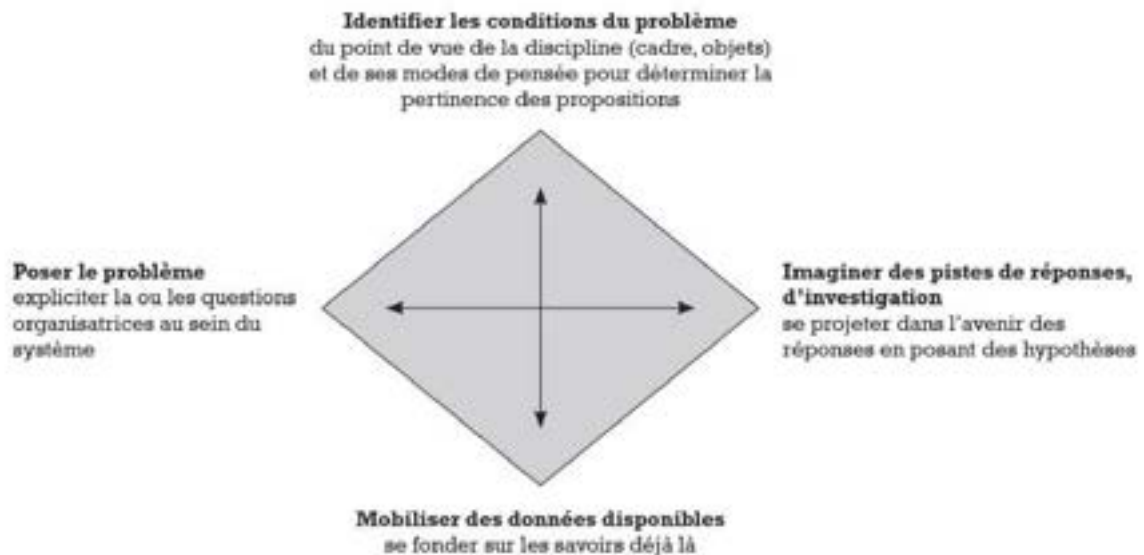 Identifier les conditions du problème
du point de vue de la discipline (cadre, objets)
et de ses modes de pensée pour déterminer la
pertinence des propositions
Poser le problème
expliciter la ou les questions
organisatrices au sein du
système
Imaginer des pistes de réponses,
d'investigation
se projeter dans l'avenir des
réponses en posant des hypothèses
Mobiliser des données disponibles
se fonder sur les savoirs déjà là